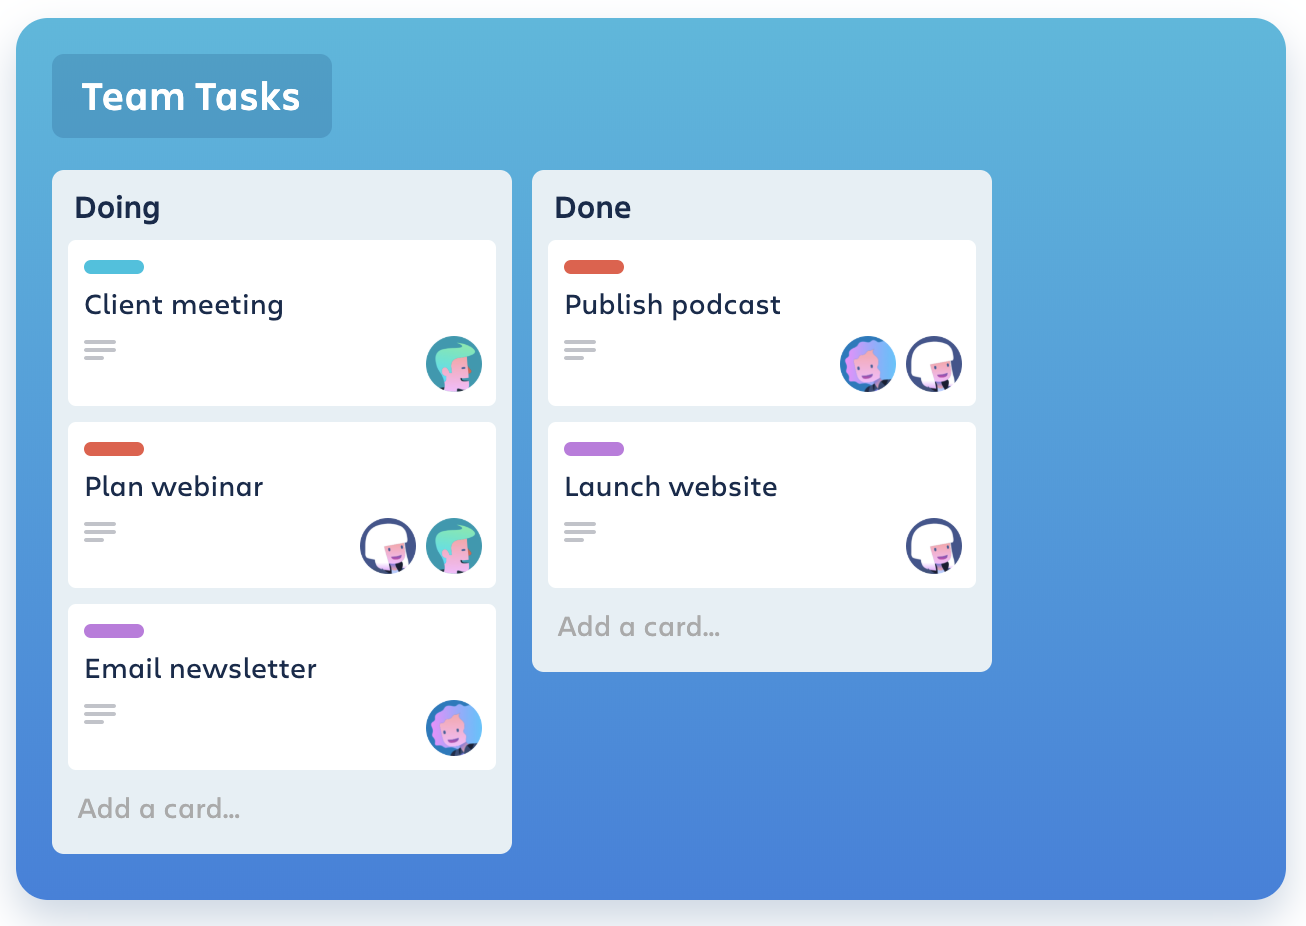 Team Tasks
Doing
Client meeting
Plan webinar
Email newsletter
Add a card...
Done
Publish podcast
Launch website
Add a card...